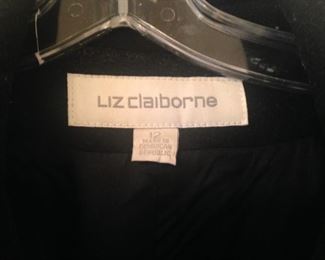 Liz claiborne
12
MADE IN
DOMINICAN
REPUBLIC